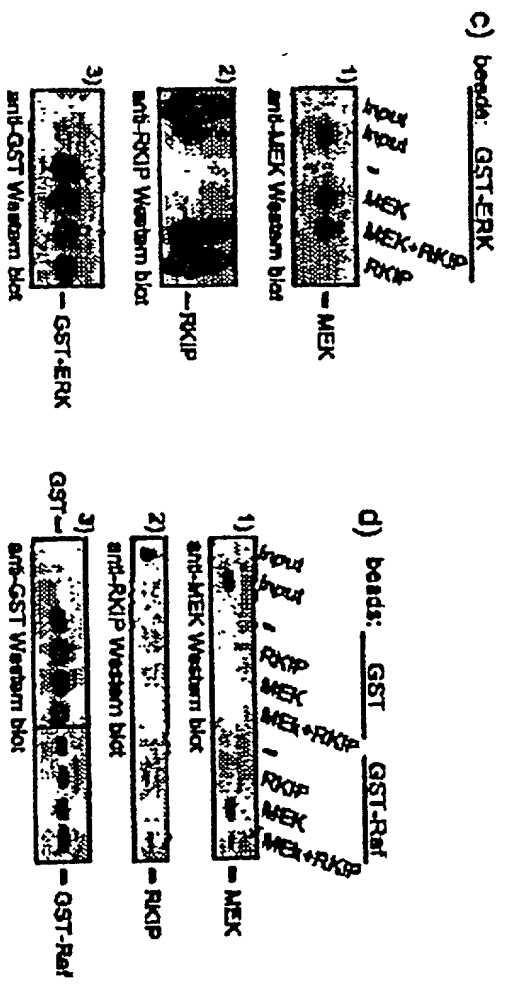 c) beads: GST-ERK
Input
Input
-
MEK
MEK+RKIP
RKIP
1)
- MEK
anti-MEK Western blot
2)
- RKIP
anti-RKIP Western blot
3)
- GST-ERK
anti-GST Western blot
d) beads: GST GST-Raf
Input
Input
-
RKIP
MEK
MEK+RKIP
-
RKIP
MEK
MEK+RKIP
1)
- MEK
anti-MEK Western blot
2)
- RKIP
anti-RKIP Western blot
3)
GST-
- GST-Raf
anti-GST Western blot